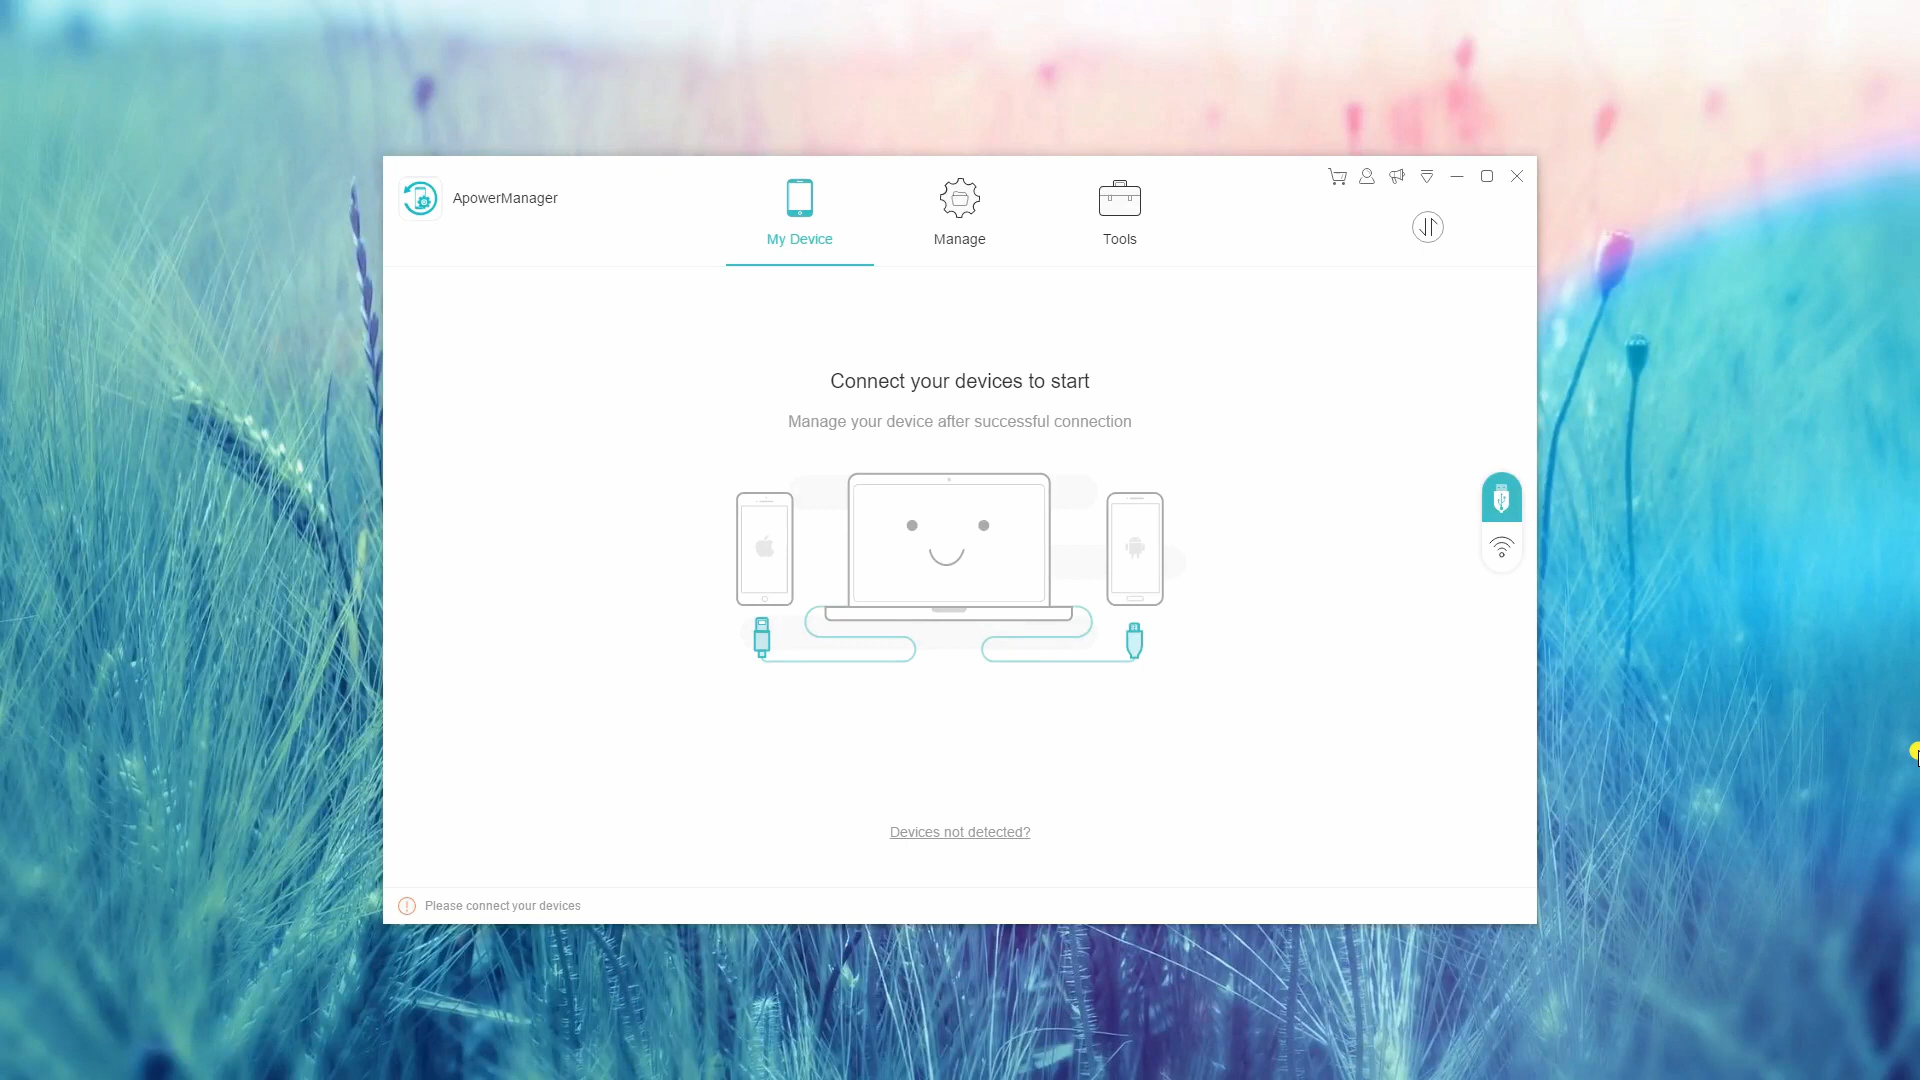 ApowerManager
My Device
Manage
Tools
Connect your devices to start
Manage your device after successful connection
Devices not detected?
Please connect your devices